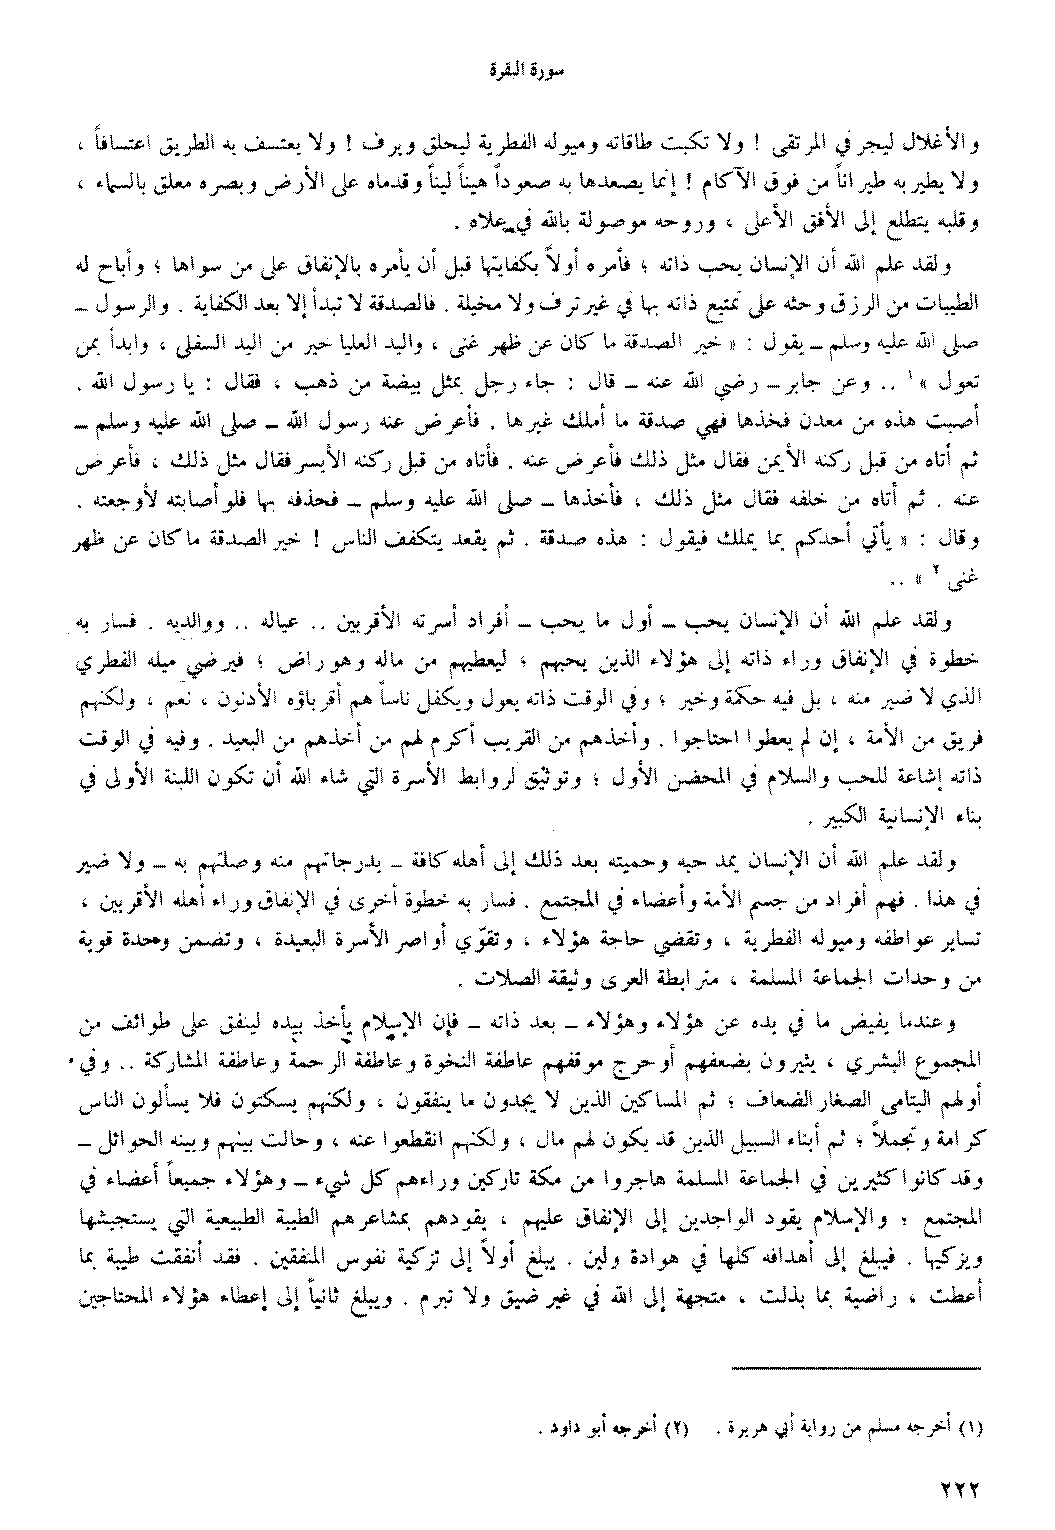 سورة البقرة
والأغلال ليجر في المرتقى ! ولا تكبت طاقاته وميوله الفطرية ليحلق ويرف ! ولا يعتسف به الطريق اعتسافاً ،
ولا يطير به طيراناً من فوق الآكام ! إنما يصعدها به صعوداً هيناً ليناً وقدماه على الأرض وبصره معلق بالسماء ،
وقلبه يتطلع إلى الأفق الأعلى ، وروحه موصولة بالله في علاه .
ولقد علم الله أن الإنسان يحب ذاته ؛ فأمره أولاً بكفايتها قبل أن يأمره بالإنفاق على من سواها ؛ وأباح له
الطيبات من الرزق وحثه على تمتيع ذاته بها في غير ترف ولا مخيلة . فالصدقة لا تبدأ إلا بعد الكفاية . والرسول –
صلى الله عليه وسلم – يقول : « خير الصدقة ما كان عن ظهر غنى ، واليد العليا خير من اليد السفلى ، وابدأ بمن
تعول »١ .. وعن جابر – رضي الله عنه – قال : جاء رجل بمثل بيضة من ذهب ، فقال : يا رسول الله .
أصبت هذه من معدن فخذها فهي صدقة ما أملك غيرها . فأعرض عنه رسول الله – صلى الله عليه وسلم –
ثم أتاه من قبل ركنه الأيمن فقال مثل ذلك فأعرض عنه . فأتاه من قبل ركنه الأيسر فقال مثل ذلك ، فأعرض
عنه . ثم أتاه من خلفه فقال مثل ذلك ، فأخذها – صلى الله عليه وسلم – فحذفه بها فلو أصابته لأوجعته .
وقال : « يأتي أحدكم بما يملك فيقول : هذه صدقة . ثم يقعد يتكفف الناس ! خير الصدقة ما كان عن ظهر
غنى ٢ » ..
ولقد علم الله أن الإنسان يحب – أول ما يحب – أفراد أسرته الأقربين .. عياله .. ووالديه . فسار به
خطوة في الإنفاق وراء ذاته إلى هؤلاء الذين يحبهم ؛ ليعطيهم من ماله وهو راض ؛ فيرضي ميله الفطري
الذي لا ضير منه ، بل فيه حكمة وخير ؛ وفي الوقت ذاته يعول ويكفل ناساً هم أقرباؤه الأدنون ، نعم ، ولكنهم
فريق من الأمة ، إن لم يعطوا احتاجوا . وأخذهم من القريب أكرم لهم من أخذهم من البعيد . وفيه في الوقت
ذاته إشاعة للحب والسلام في المحضن الأول ؛ وتوثيق لروابط الأسرة التي شاء الله أن تكون اللبنة الأولى في
بناء الإنسانية الكبير .
ولقد علم الله أن الإنسان يمد حبه وحميته بعد ذلك إلى أهله كافة – بدرجاتهم منه وصلتهم به – ولا ضير
في هذا . فهم أفراد من جسم الأمة وأعضاء في المجتمع . فسار به خطوة أخرى في الإنفاق وراء أهله الأقربين ،
تساير عواطفه وميوله الفطرية ، وتقضي حاجة هؤلاء ، وتقوّي أواصر الأسرة البعيدة ، وتضمن وحدة قوية
من وحدات الجماعة المسلمة ، مترابطة العرى وثيقة الصلات .
وعندما يفيض ما في يده عن هؤلاء وهؤلاء – بعد ذاته – فإن الإسلام يأخذ بيده لينفق على طوائف من
المجموع البشري ، يثيرون بضعفهم أو حرج موقفهم عاطفة النخوة وعاطفة الرحمة وعاطفة المشاركة .. وفي
أولهم اليتامى الصغار الضعاف ؛ ثم المساكين الذين لا يجدون ما ينفقون ، ولكنهم يسكتون فلا يسألون الناس
كرامة وتجملاً ؛ ثم أبناء السبيل الذين قد يكون لهم مال ، ولكنهم انقطعوا عنه ، وحالت بينهم وبينه الحوائل –
وقد كانوا كثيرين في الجماعة المسلمة هاجروا من مكة تاركين وراءهم كل شيء – وهؤلاء جميعاً أعضاء في
المجتمع ؛ والإسلام يقود الواجدين إلى الإنفاق عليهم ، يقودهم بمشاعرهم الطيبة الطبيعية التي يستجيشها
ويزكيها . فيبلغ إلى أهدافه كلها في هوادة ولين . يبلغ أولاً إلى تزكية نفوس المنفقين . فقد أنفقت طيبة بما
أعطت ، راضية بما بذلت ، متجهة إلى الله في غير ضيق ولا تبرم . ويبلغ ثانياً إلى إعطاء هؤلاء المحتاجين
(١) أخرجه مسلم من رواية أبي هريرة . (٢) أخرجه أبو داود .
٢٢٢